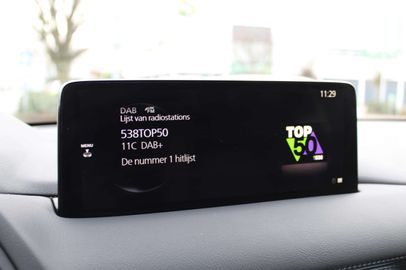 DAB
11:29
Lijst van radiostations
538TOP50
MENU
11C DAB+
De nummer 1 hitlijst
TOP
50